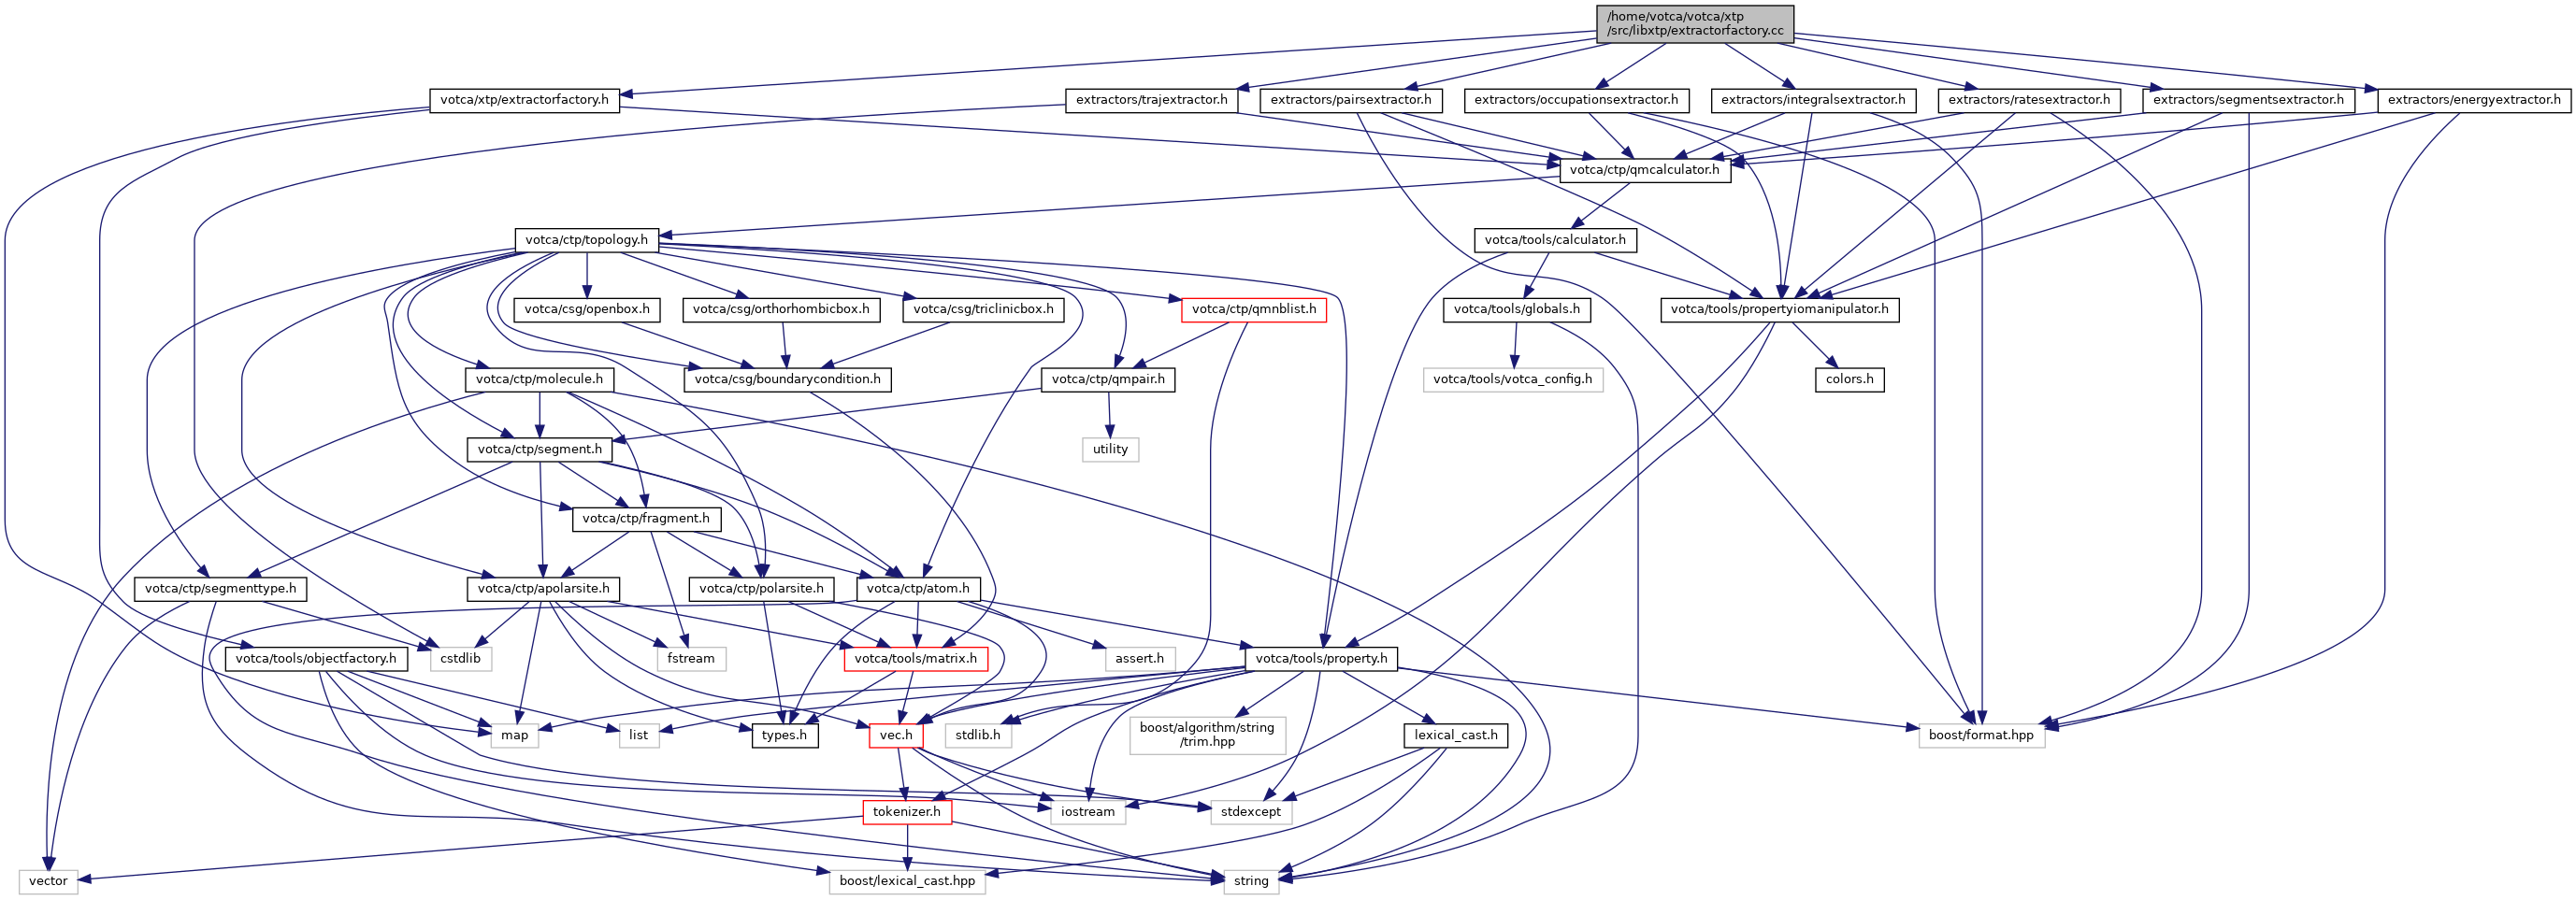 /home/votca/votca/xtp
/src/libxtp/extractorfactory.cc
votca/xtp/extractorfactory.h
extractors/trajextractor.h
extractors/pairsextractor.h
extractors/occupationsextractor.h
extractors/integralsextractor.h
extractors/ratesextractor.h
extractors/segmentsextractor.h
extractors/energyextractor.h
votca/ctp/qmcalculator.h
votca/ctp/topology.h
votca/tools/calculator.h
votca/csg/openbox.h
votca/csg/orthorhombicbox.h
votca/csg/triclinicbox.h
votca/ctp/qmnblist.h
votca/tools/globals.h
votca/tools/propertyiomanipulator.h
votca/ctp/molecule.h
votca/csg/boundarycondition.h
votca/ctp/qmpair.h
votca/tools/votca_config.h
colors.h
votca/ctp/segment.h
utility
votca/ctp/fragment.h
votca/ctp/segmenttype.h
votca/ctp/apolarsite.h
votca/ctp/polarsite.h
votca/ctp/atom.h
votca/tools/objectfactory.h
cstdlib
fstream
votca/tools/matrix.h
assert.h
votca/tools/property.h
map
list
types.h
vec.h
stdlib.h
boost/algorithm/string
/trim.hpp
lexical_cast.h
boost/format.hpp
tokenizer.h
iostream
stdexcept
vector
boost/lexical_cast.hpp
string